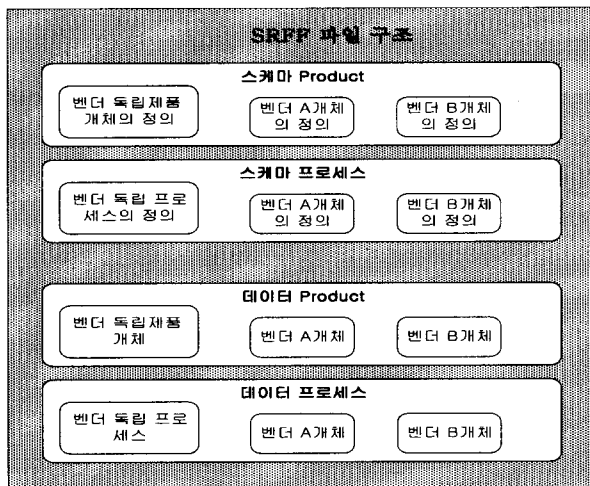 SRFF 파일 구조
스케마 Product
벤더 독립제품
개체의 정의
벤더 A개체
의 정의
벤더 B개체
의 정의
스케마 프로세스
벤더 독립 프로
세스의 정의
벤더 A개체
의 정의
벤더 B개체
의 정의
데이터 Product
벤더 독립제품
개체
벤더 A개체
벤더 B개체
데이터 프로세스
벤더 독립 프로
세스
벤더 A개체
벤더 B개체